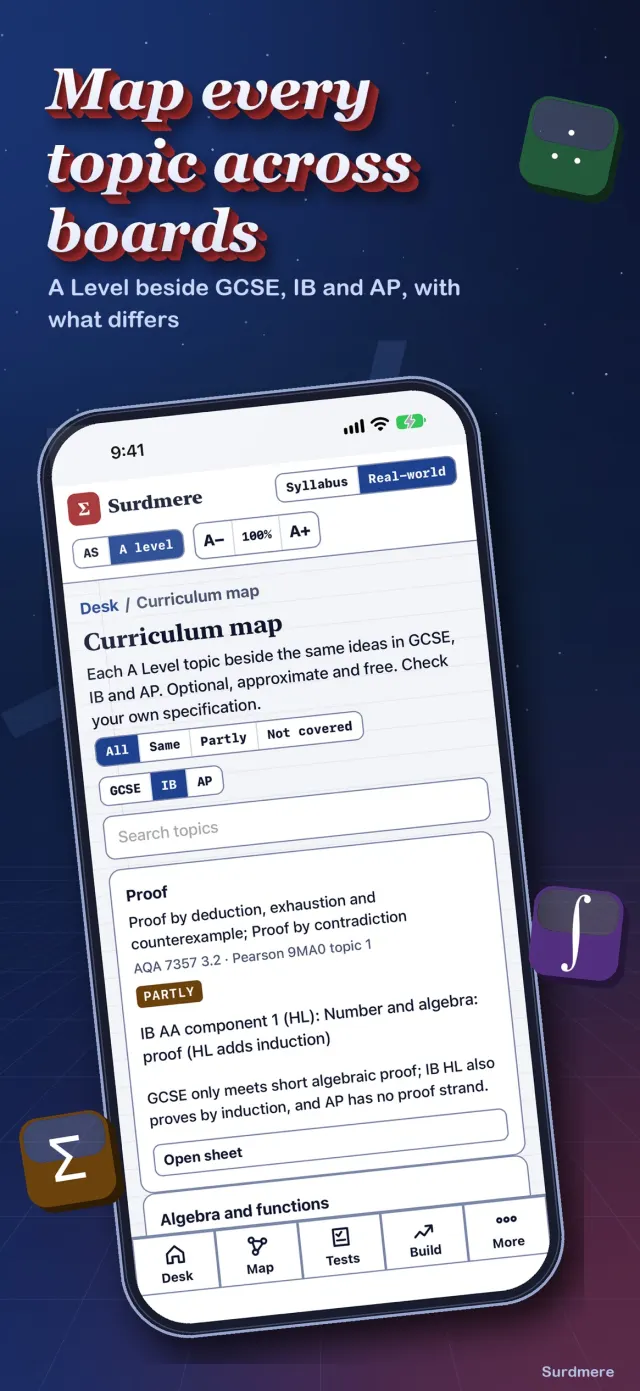 Map every
topic across
boards
A Level beside GCSE, IB and AP, with
what differs
∴
9:41
Σ Surdmere
Syllabus Real-world
AS A level A− 100% A+
Desk / Curriculum map
Curriculum map
Each A Level topic beside the same ideas in GCSE,
IB and AP. Optional, approximate and free. Check
your own specification.
All Same Partly Not covered
GCSE IB AP
Search topics
Proof
Proof by deduction, exhaustion and
counterexample; Proof by contradiction
AQA 7357 3.2 · Pearson 9MA0 topic 1
PARTLY
IB AA component 1 (HL): Number and algebra:
proof (HL adds induction)
GCSE only meets short algebraic proof; IB HL also
proves by induction, and AP has no proof strand.
Open sheet
∫
Σ
Algebra and functions
Desk Map Tests Build More
Surdmere